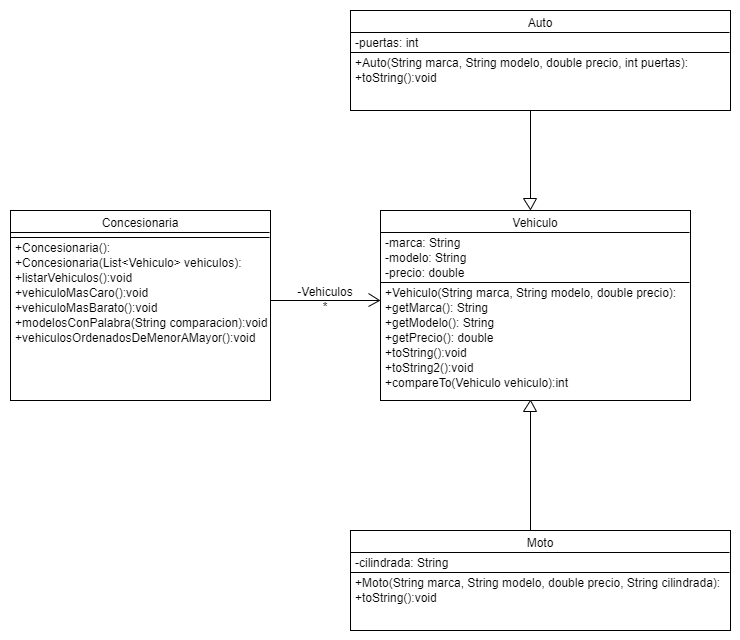 Auto
-puertas: int
+Auto(String marca, String modelo, double precio, int puertas):
+toString():void
Concesionaria
+Concesionaria():
+Concesionaria(List<Vehiculo> vehiculos):
+listarVehiculos():void
+vehiculoMasCaro():void
+vehiculoMasBarato():void
+modelosConPalabra(String comparacion):void
+vehiculosOrdenadosDeMenorAMayor():void
-Vehiculos
*
Vehiculo
-marca: String
-modelo: String
-precio: double
+Vehiculo(String marca, String modelo, double precio):
+getMarca(): String
+getModelo(): String
+getPrecio(): double
+toString():void
+toString2():void
+compareTo(Vehiculo vehiculo):int
Moto
-cilindrada: String
+Moto(String marca, String modelo, double precio, String cilindrada):
+toString():void